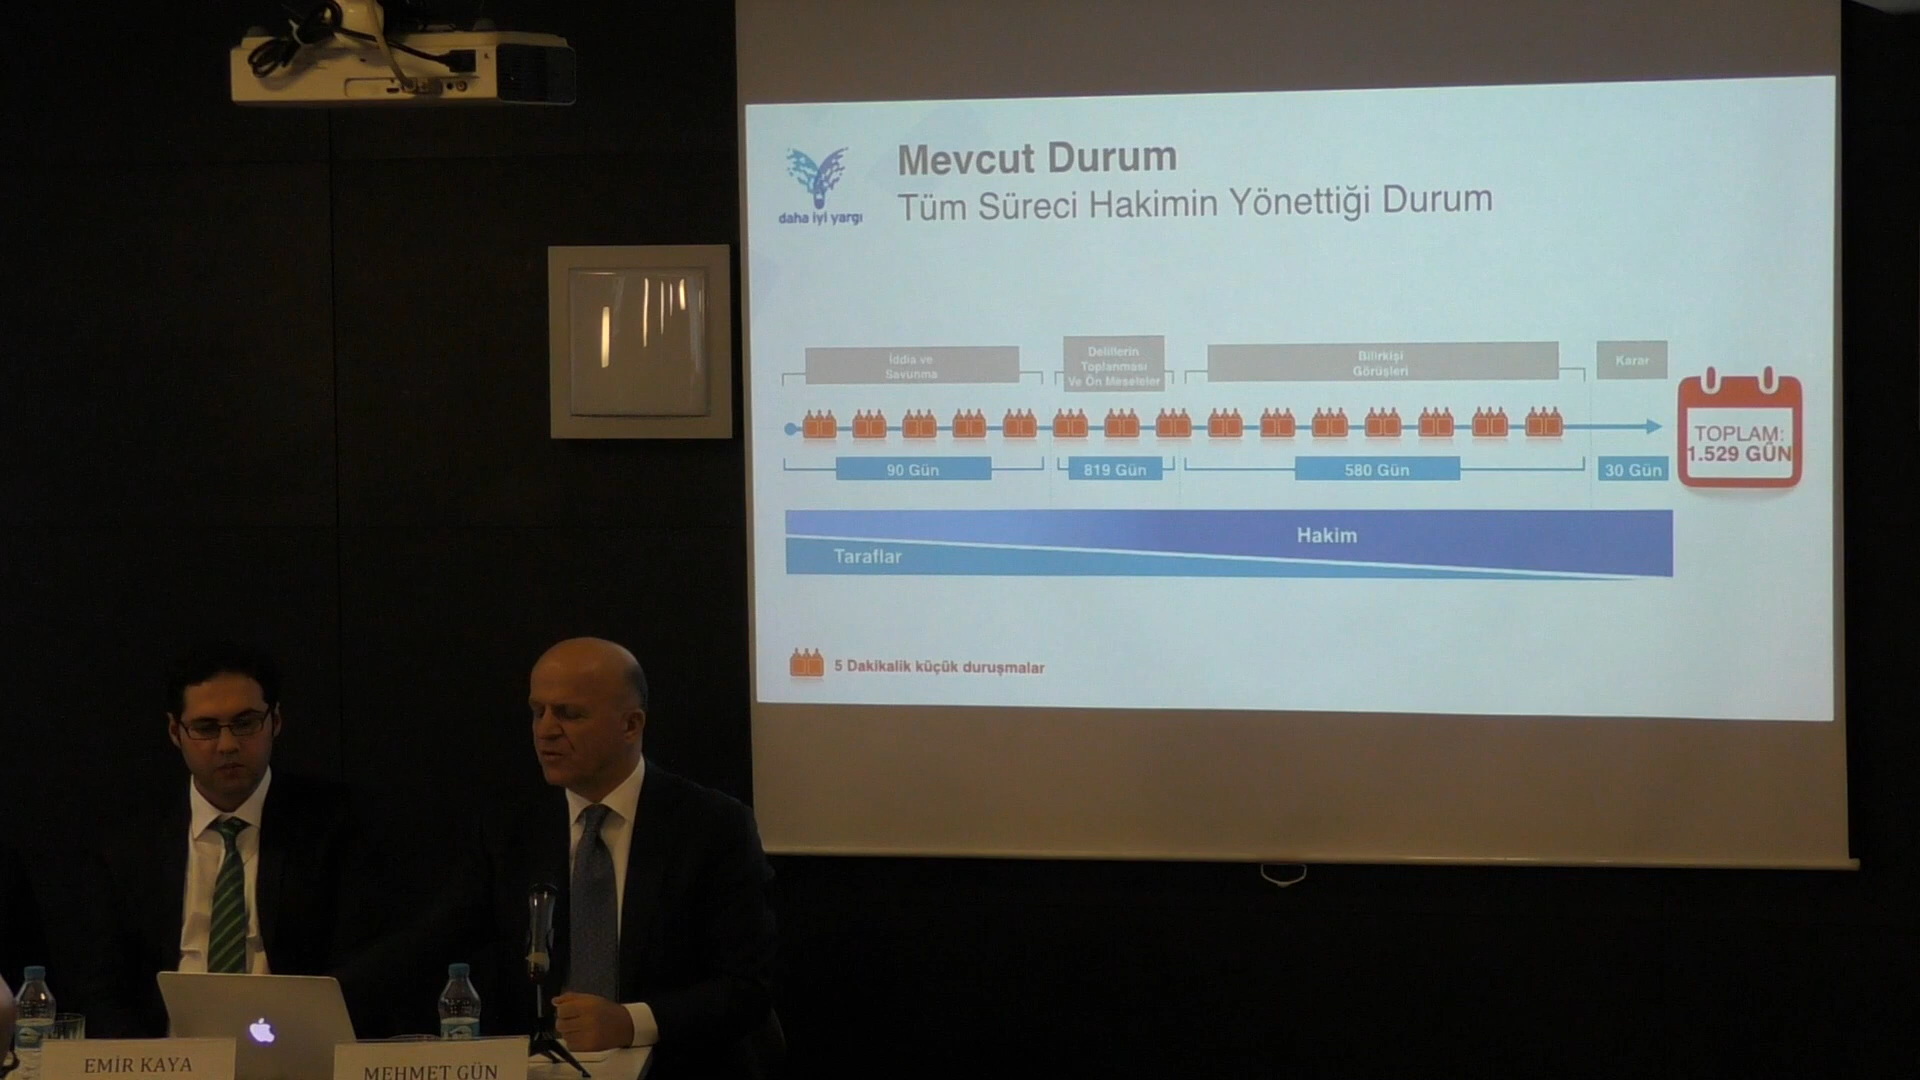 daha iyi yargı
Mevcut Durum
Tüm Süreci Hakimin Yönettiği Durum
İddia ve
Savunma
Delillerin
Toplanması
Ve Ön Meseleler
Bilirkişi
Görüşleri
Karar
90 Gün
819 Gün
580 Gün
30 Gün
TOPLAM:
1.529 GÜN
Hakim
Taraflar
5 Dakikalik küçük duruşmalar
EMİR KAYA
MEHMET GÜN